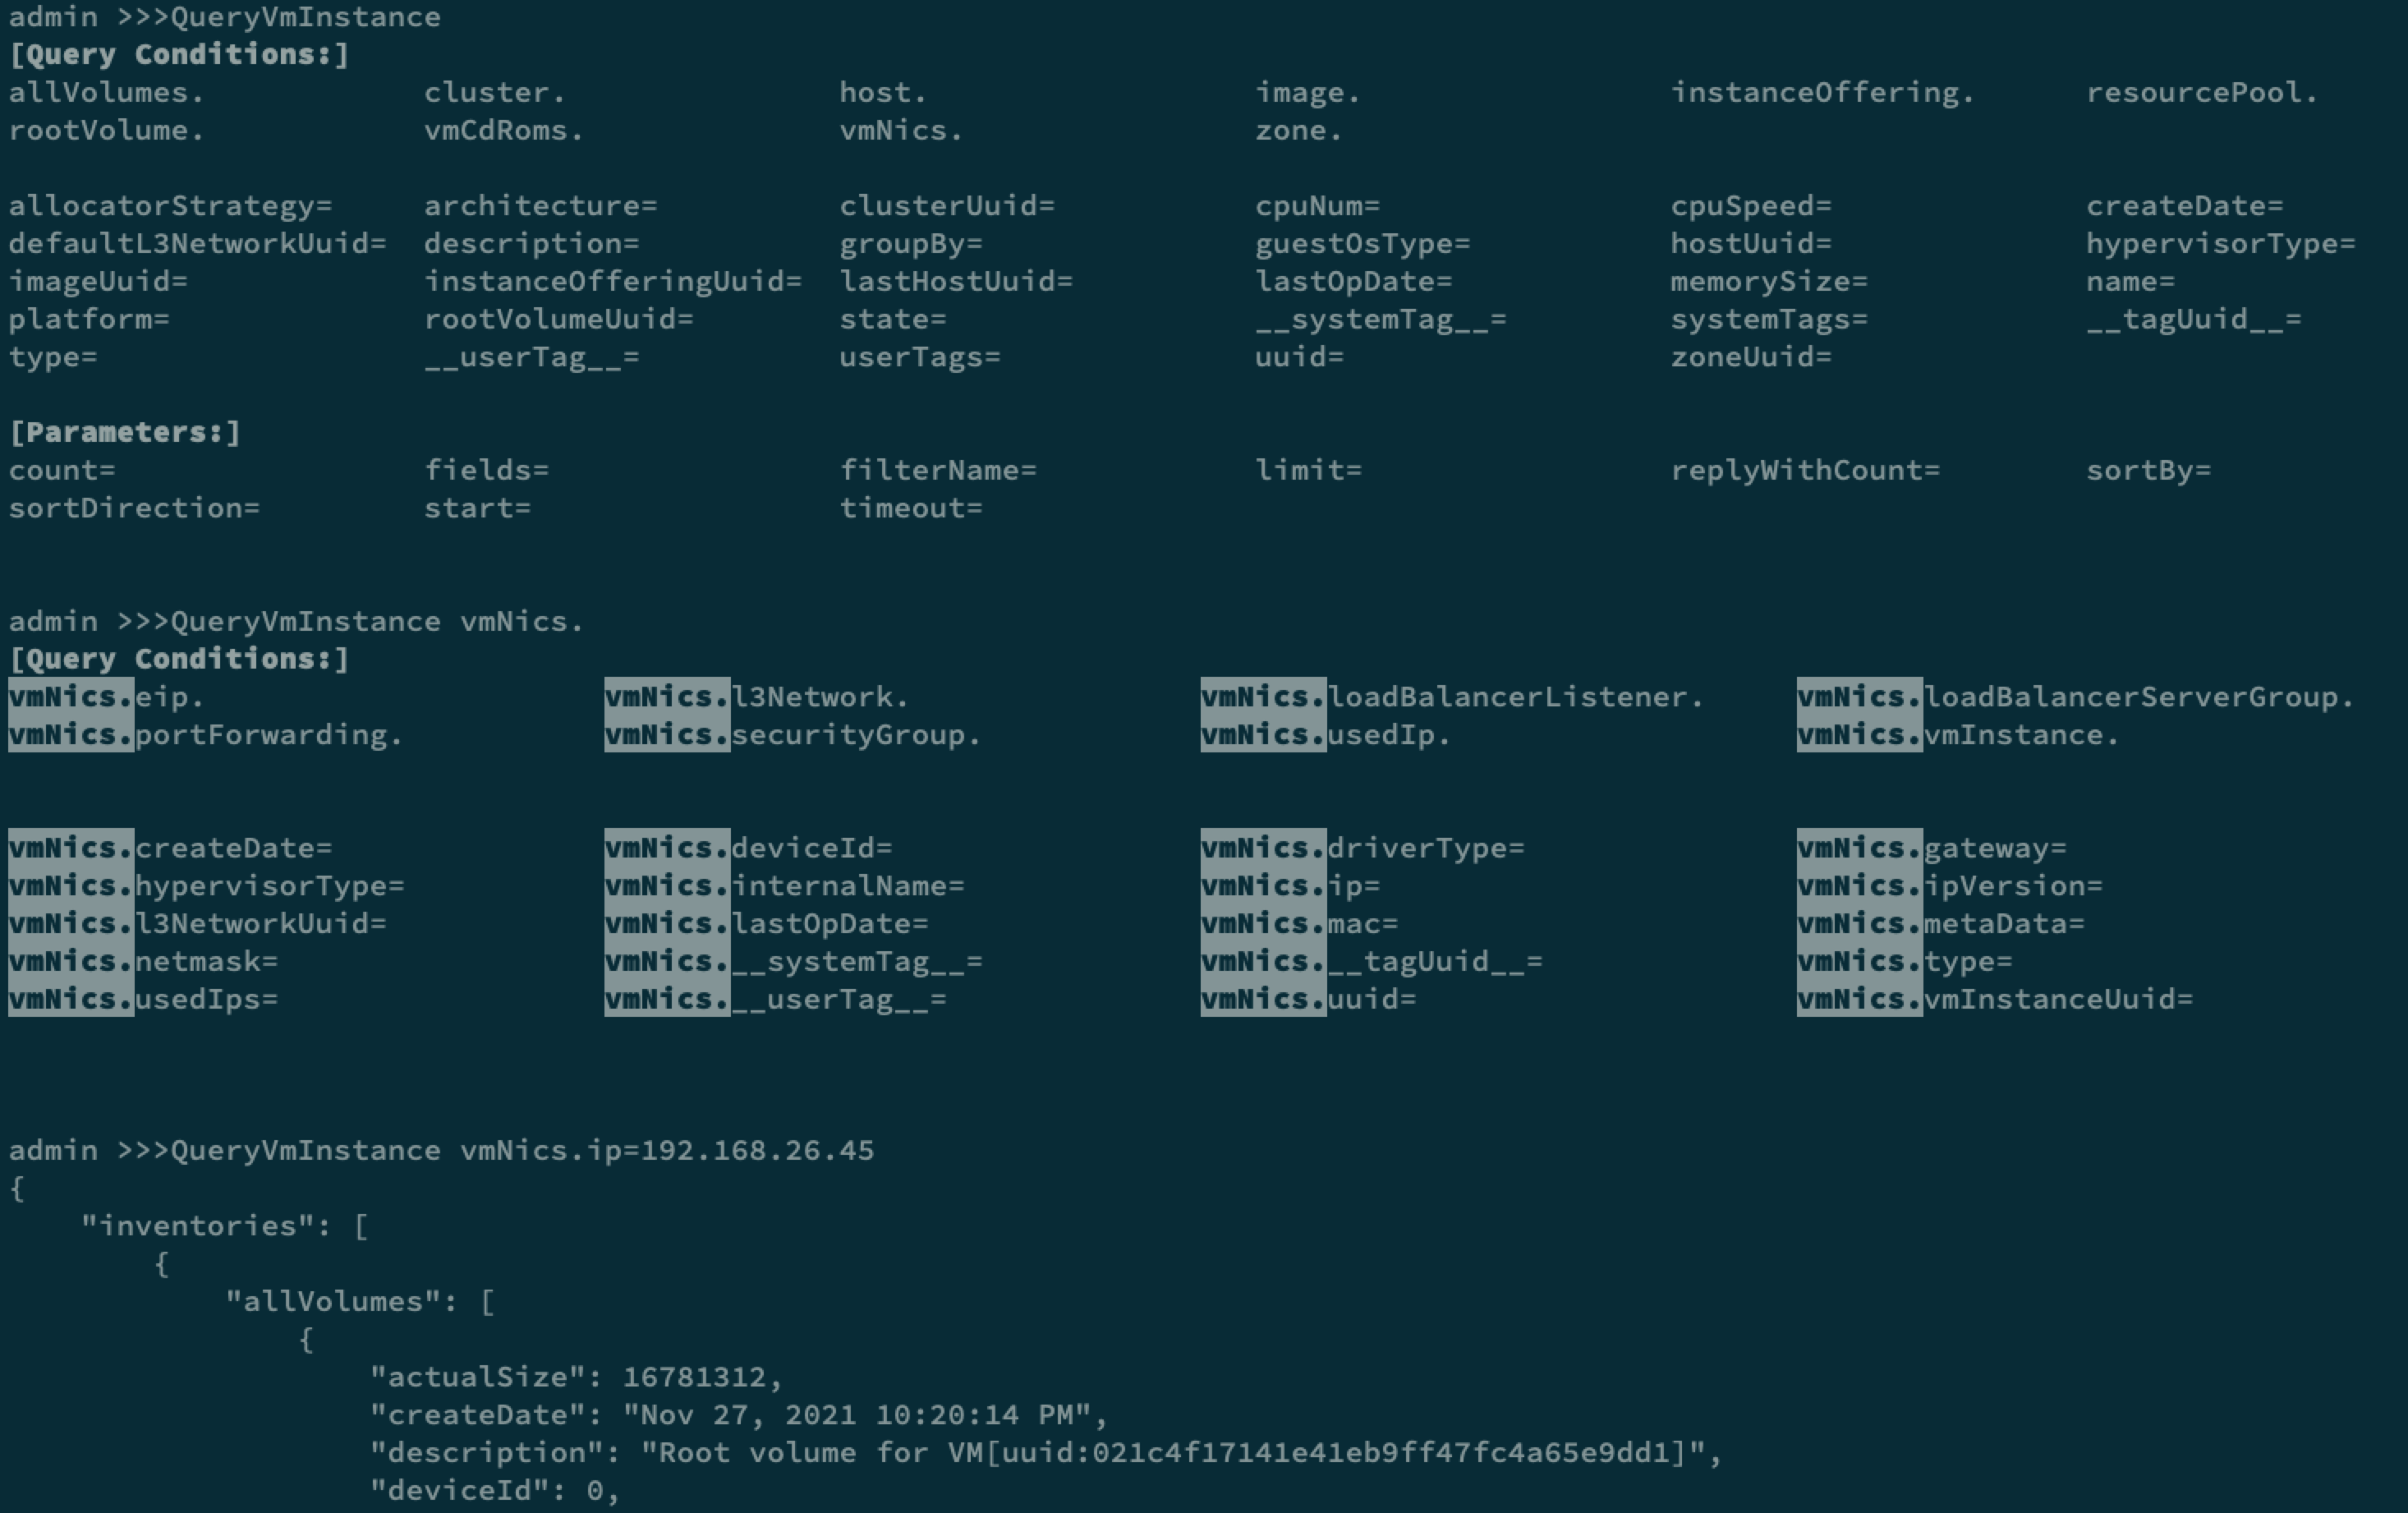 admin >>>QueryVmInstance
[Query Conditions:]
allVolumes. cluster. host. image. instanceOffering. resourcePool.
rootVolume. vmCdRoms. vmNics. zone.
allocatorStrategy= architecture= clusterUuid= cpuNum= cpuSpeed= createDate=
defaultL3NetworkUuid= description= groupBy= guestOsType= hostUuid= hypervisorType=
imageUuid= instanceOfferingUuid= lastHostUuid= lastOpDate= memorySize= name=
platform= rootVolumeUuid= state= __systemTag__= systemTags= __tagUuid__=
type= __userTag__= userTags= uuid= zoneUuid=
[Parameters:]
count= fields= filterName= limit= replyWithCount= sortBy=
sortDirection= start= timeout=
admin >>>QueryVmInstance vmNics.
[Query Conditions:]
vmNics.eip. vmNics.l3Network. vmNics.loadBalancerListener. vmNics.loadBalancerServerGroup.
vmNics.portForwarding. vmNics.securityGroup. vmNics.usedIp. vmNics.vmInstance.
vmNics.createDate= vmNics.deviceId= vmNics.driverType= vmNics.gateway=
vmNics.hypervisorType= vmNics.internalName= vmNics.ip= vmNics.ipVersion=
vmNics.l3NetworkUuid= vmNics.lastOpDate= vmNics.mac= vmNics.metaData=
vmNics.netmask= vmNics.__systemTag__= vmNics.__tagUuid__= vmNics.type=
vmNics.usedIps= vmNics.__userTag__= vmNics.uuid= vmNics.vmInstanceUuid=
admin >>>QueryVmInstance vmNics.ip=192.168.26.45
{
"inventories": [
{
"allVolumes": [
{
"actualSize": 16781312,
"createDate": "Nov 27, 2021 10:20:14 PM",
"description": "Root volume for VM[uuid:021c4f17141e41eb9ff47fc4a65e9dd1]",
"deviceId": 0,